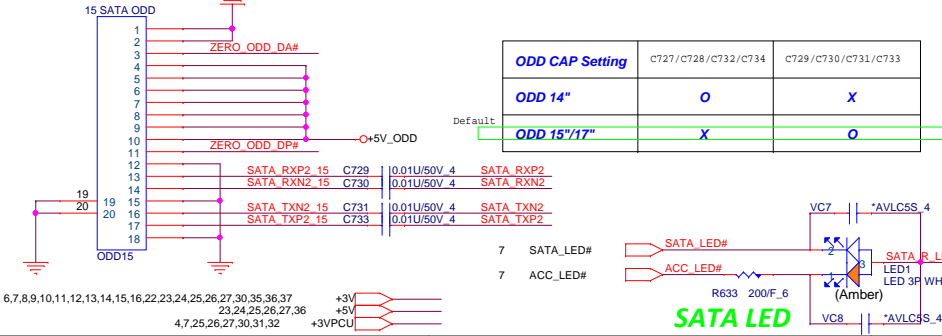 15 SATA ODD
1
2
3 ZERO_ODD_DA#
4
5
6
7
8
9
10 +5V_ODD
11 ZERO_ODD_DP#
12
13 SATA_RXP2_15 C729 0.01U/50V_4 SATA_RXP2
14 SATA_RXN2_15 C730 0.01U/50V_4 SATA_RXN2
15
16 SATA_TXN2_15 C731 0.01U/50V_4 SATA_TXN2
17 SATA_TXP2_15 C733 0.01U/50V_4 SATA_TXP2
18
19 19
20 20
ODD15
ODD CAP Setting C727/C728/C732/C734 C729/C730/C731/C733
ODD 14" O X
Default
ODD 15"/17" X O
VC7 *AVLC5S_4
7 SATA_LED# SATA_LED#
7 ACC_LED# ACC_LED#
R633 200/F_6
2
3
1
SATA_R_L
LED1
LED 3P WH
(Amber)
VC8 *AVLC5S_4
SATA LED
6,7,8,9,10,11,12,13,14,15,16,22,23,24,25,26,27,30,35,36,37 +3V
23,24,25,26,27,36 +5V
4,7,25,26,27,30,31,32 +3VPCU